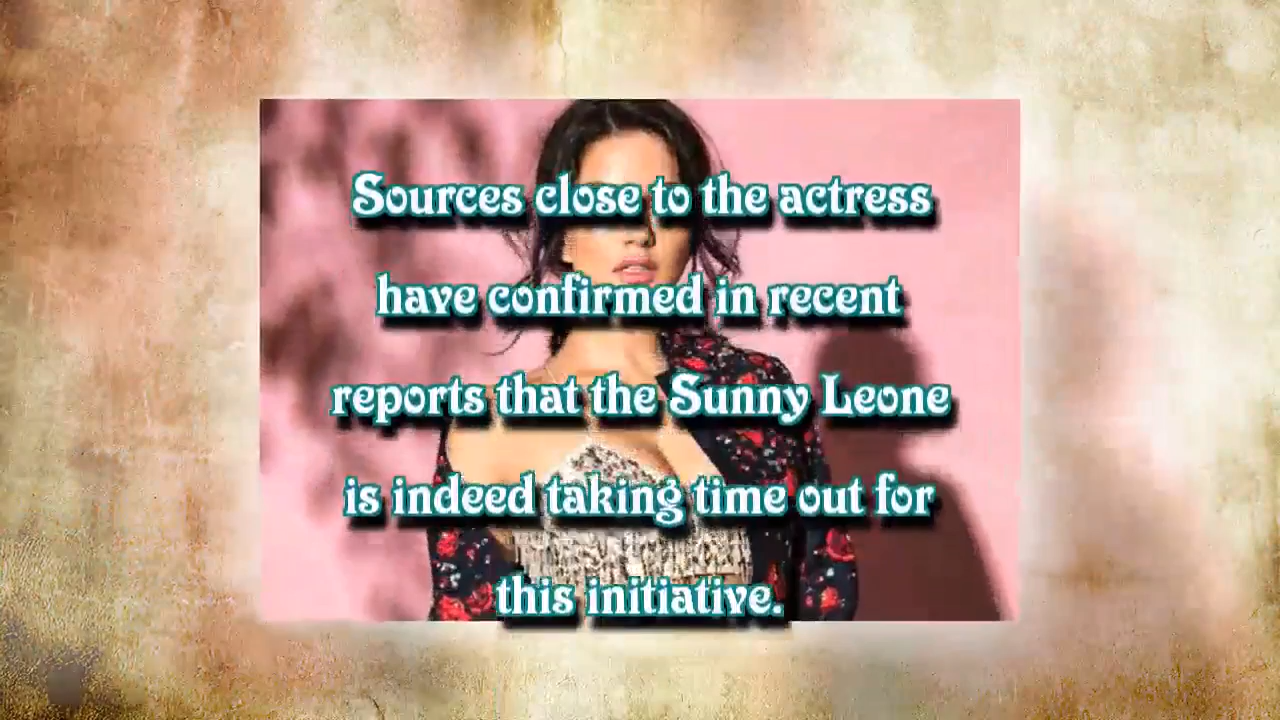 Sources close to the actress
have confirmed in recent
reports that the Sunny Leone
is indeed taking time out for
this initiative.